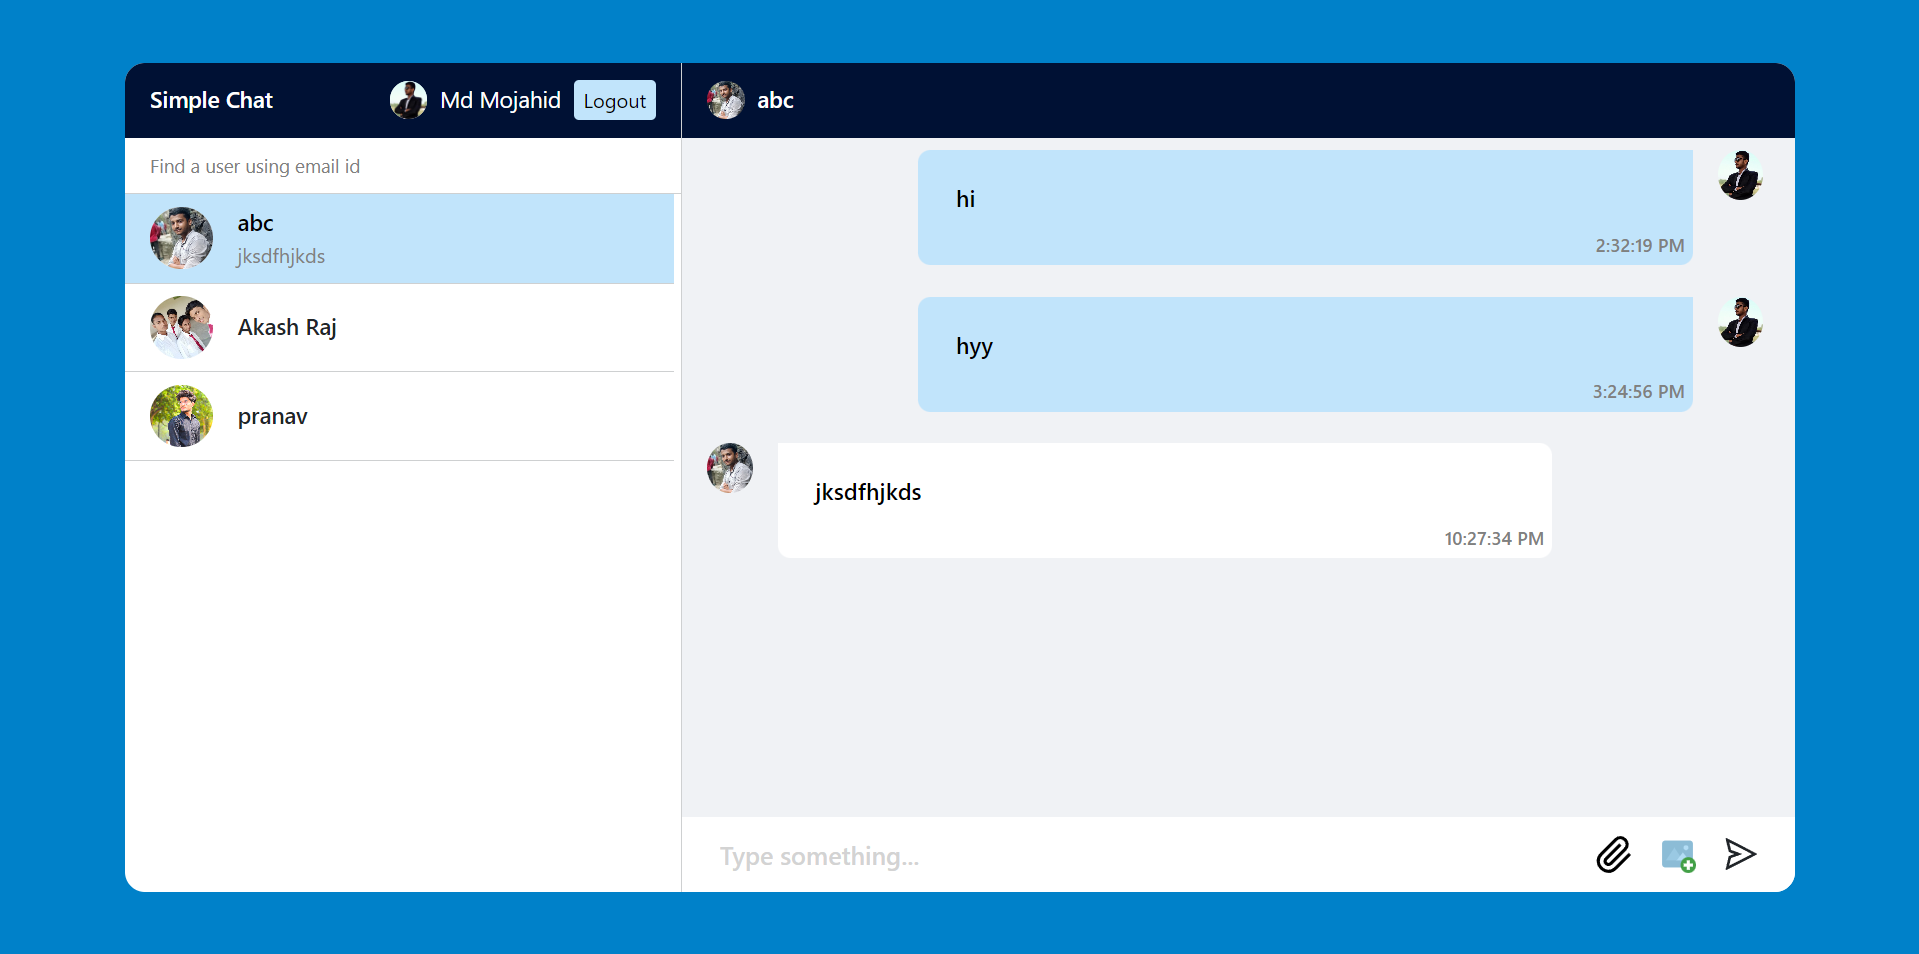 Simple Chat
Md Mojahid
Logout
Find a user using email id
abc
jksdfhjkds
Akash Raj
pranav
abc
hi
2:32:19 PM
hyy
3:24:56 PM
jksdfhjkds
10:27:34 PM
Type something...